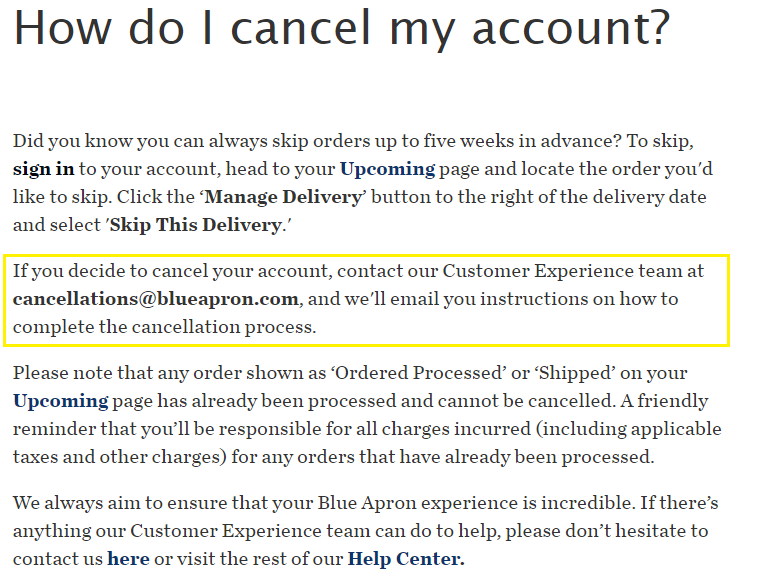 How do I cancel my account?
Did you know you can always skip orders up to five weeks in advance? To skip,
sign in to your account, head to your Upcoming page and locate the order you'd
like to skip. Click the ‘Manage Delivery’ button to the right of the delivery date
and select 'Skip This Delivery.'
If you decide to cancel your account, contact our Customer Experience team at
cancellations@blueapron.com, and we'll email you instructions on how to
complete the cancellation process.
Please note that any order shown as ‘Ordered Processed’ or ‘Shipped’ on your
Upcoming page has already been processed and cannot be cancelled. A friendly
reminder that you’ll be responsible for all charges incurred (including applicable
taxes and other charges) for any orders that have already been processed.
We always aim to ensure that your Blue Apron experience is incredible. If there’s
anything our Customer Experience team can do to help, please don’t hesitate to
contact us here or visit the rest of our Help Center.